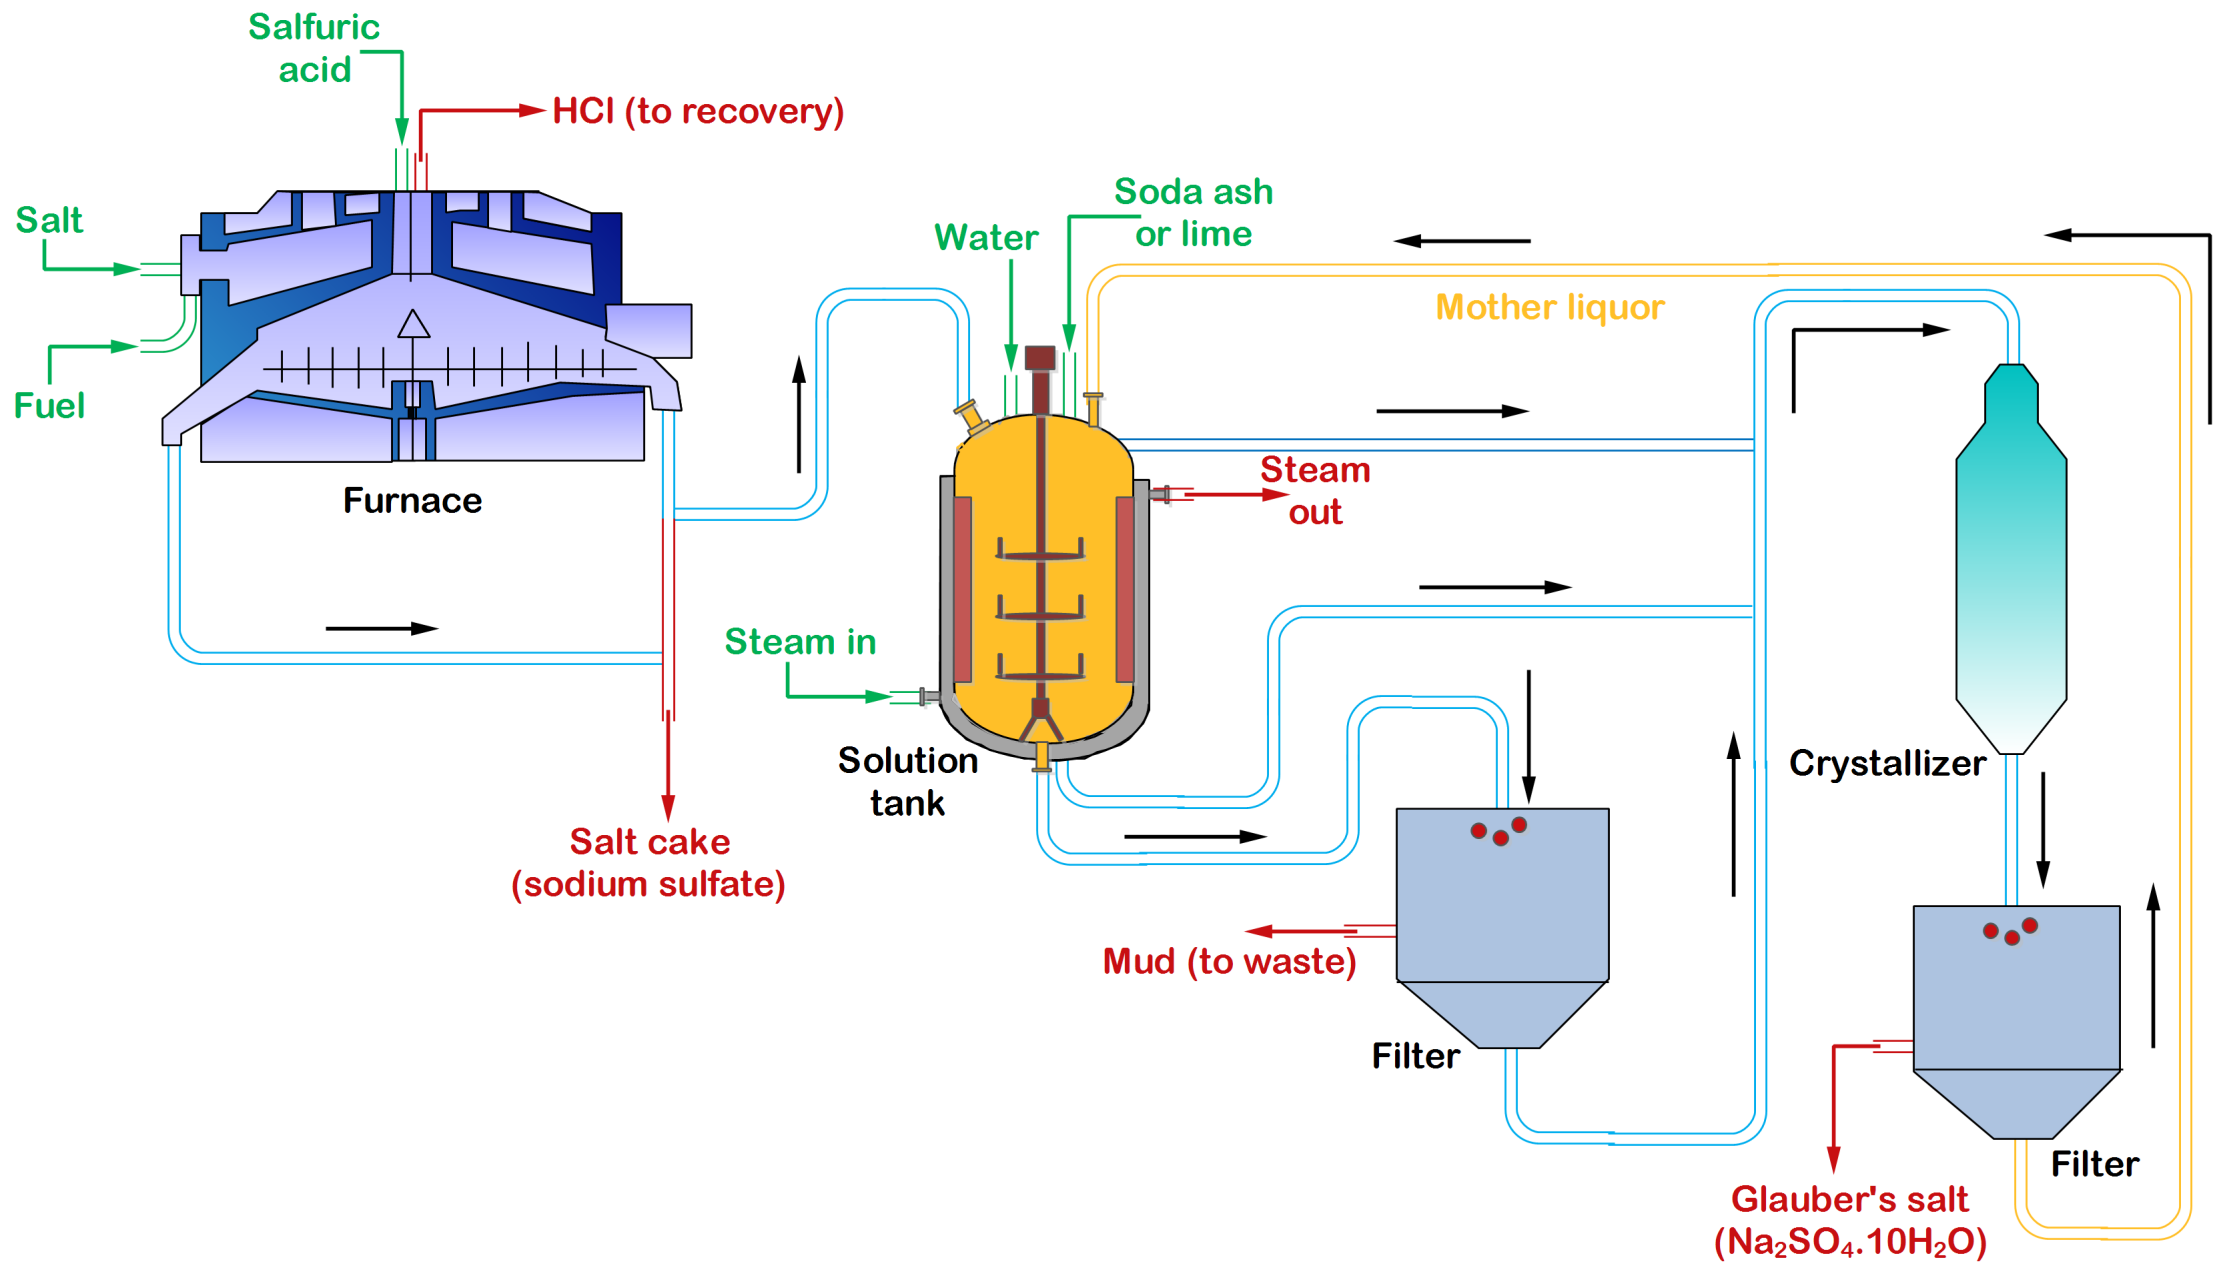 Salfuric
acid
HCl (to recovery)
Salt
Fuel
Furnace
Water
Soda ash
or lime
Mother liquor
Steam
out
Steam in
Solution
tank
Crystallizer
Salt cake
(sodium sulfate)
Mud (to waste)
Filter
Filter
Glauber's salt
(Na₂SO₄.10H₂O)